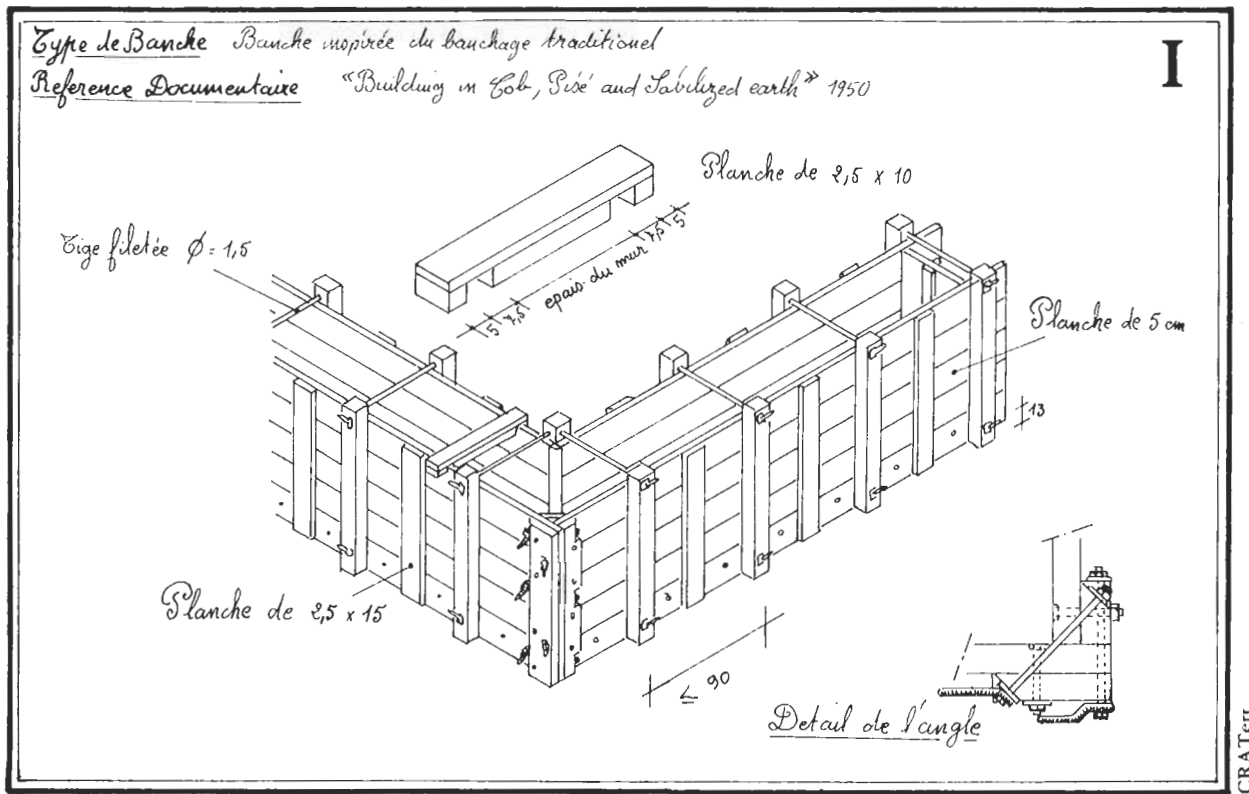 Type de Banche Banche inspirée du banchage traditionel
Reference Documentaire "Building in Cob, Pisé and Sabilized earth" 1950
I
Planche de 2,5 x 10
Tige filetée Ø = 1,5
5 7,5 epais. du mur 7,5 5
Planche de 5 cm
13
Planche de 2,5 x 15
≤ 90
Detail de l'angle
CRATerre